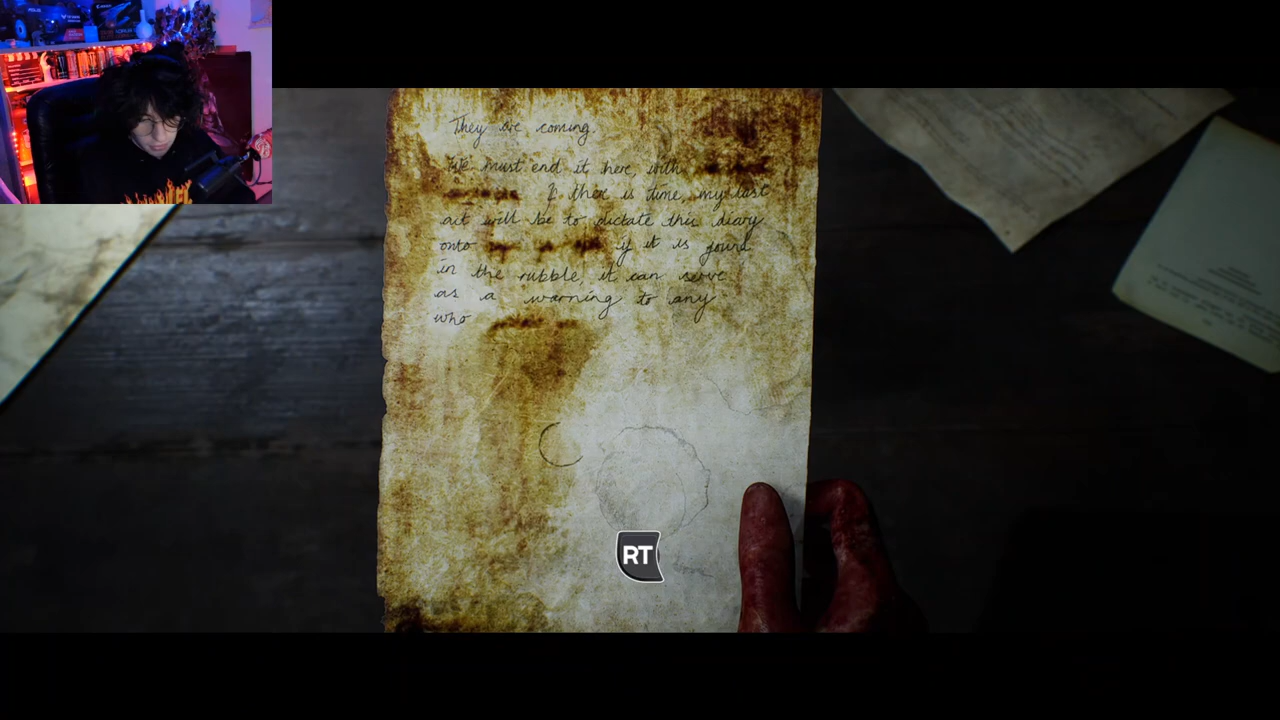 They are coming.
We must end it here, with
If there is time, my last
act will be to dictate this diary
onto if it is found
in the rubble, it can serve
as a warning to any
who
RT